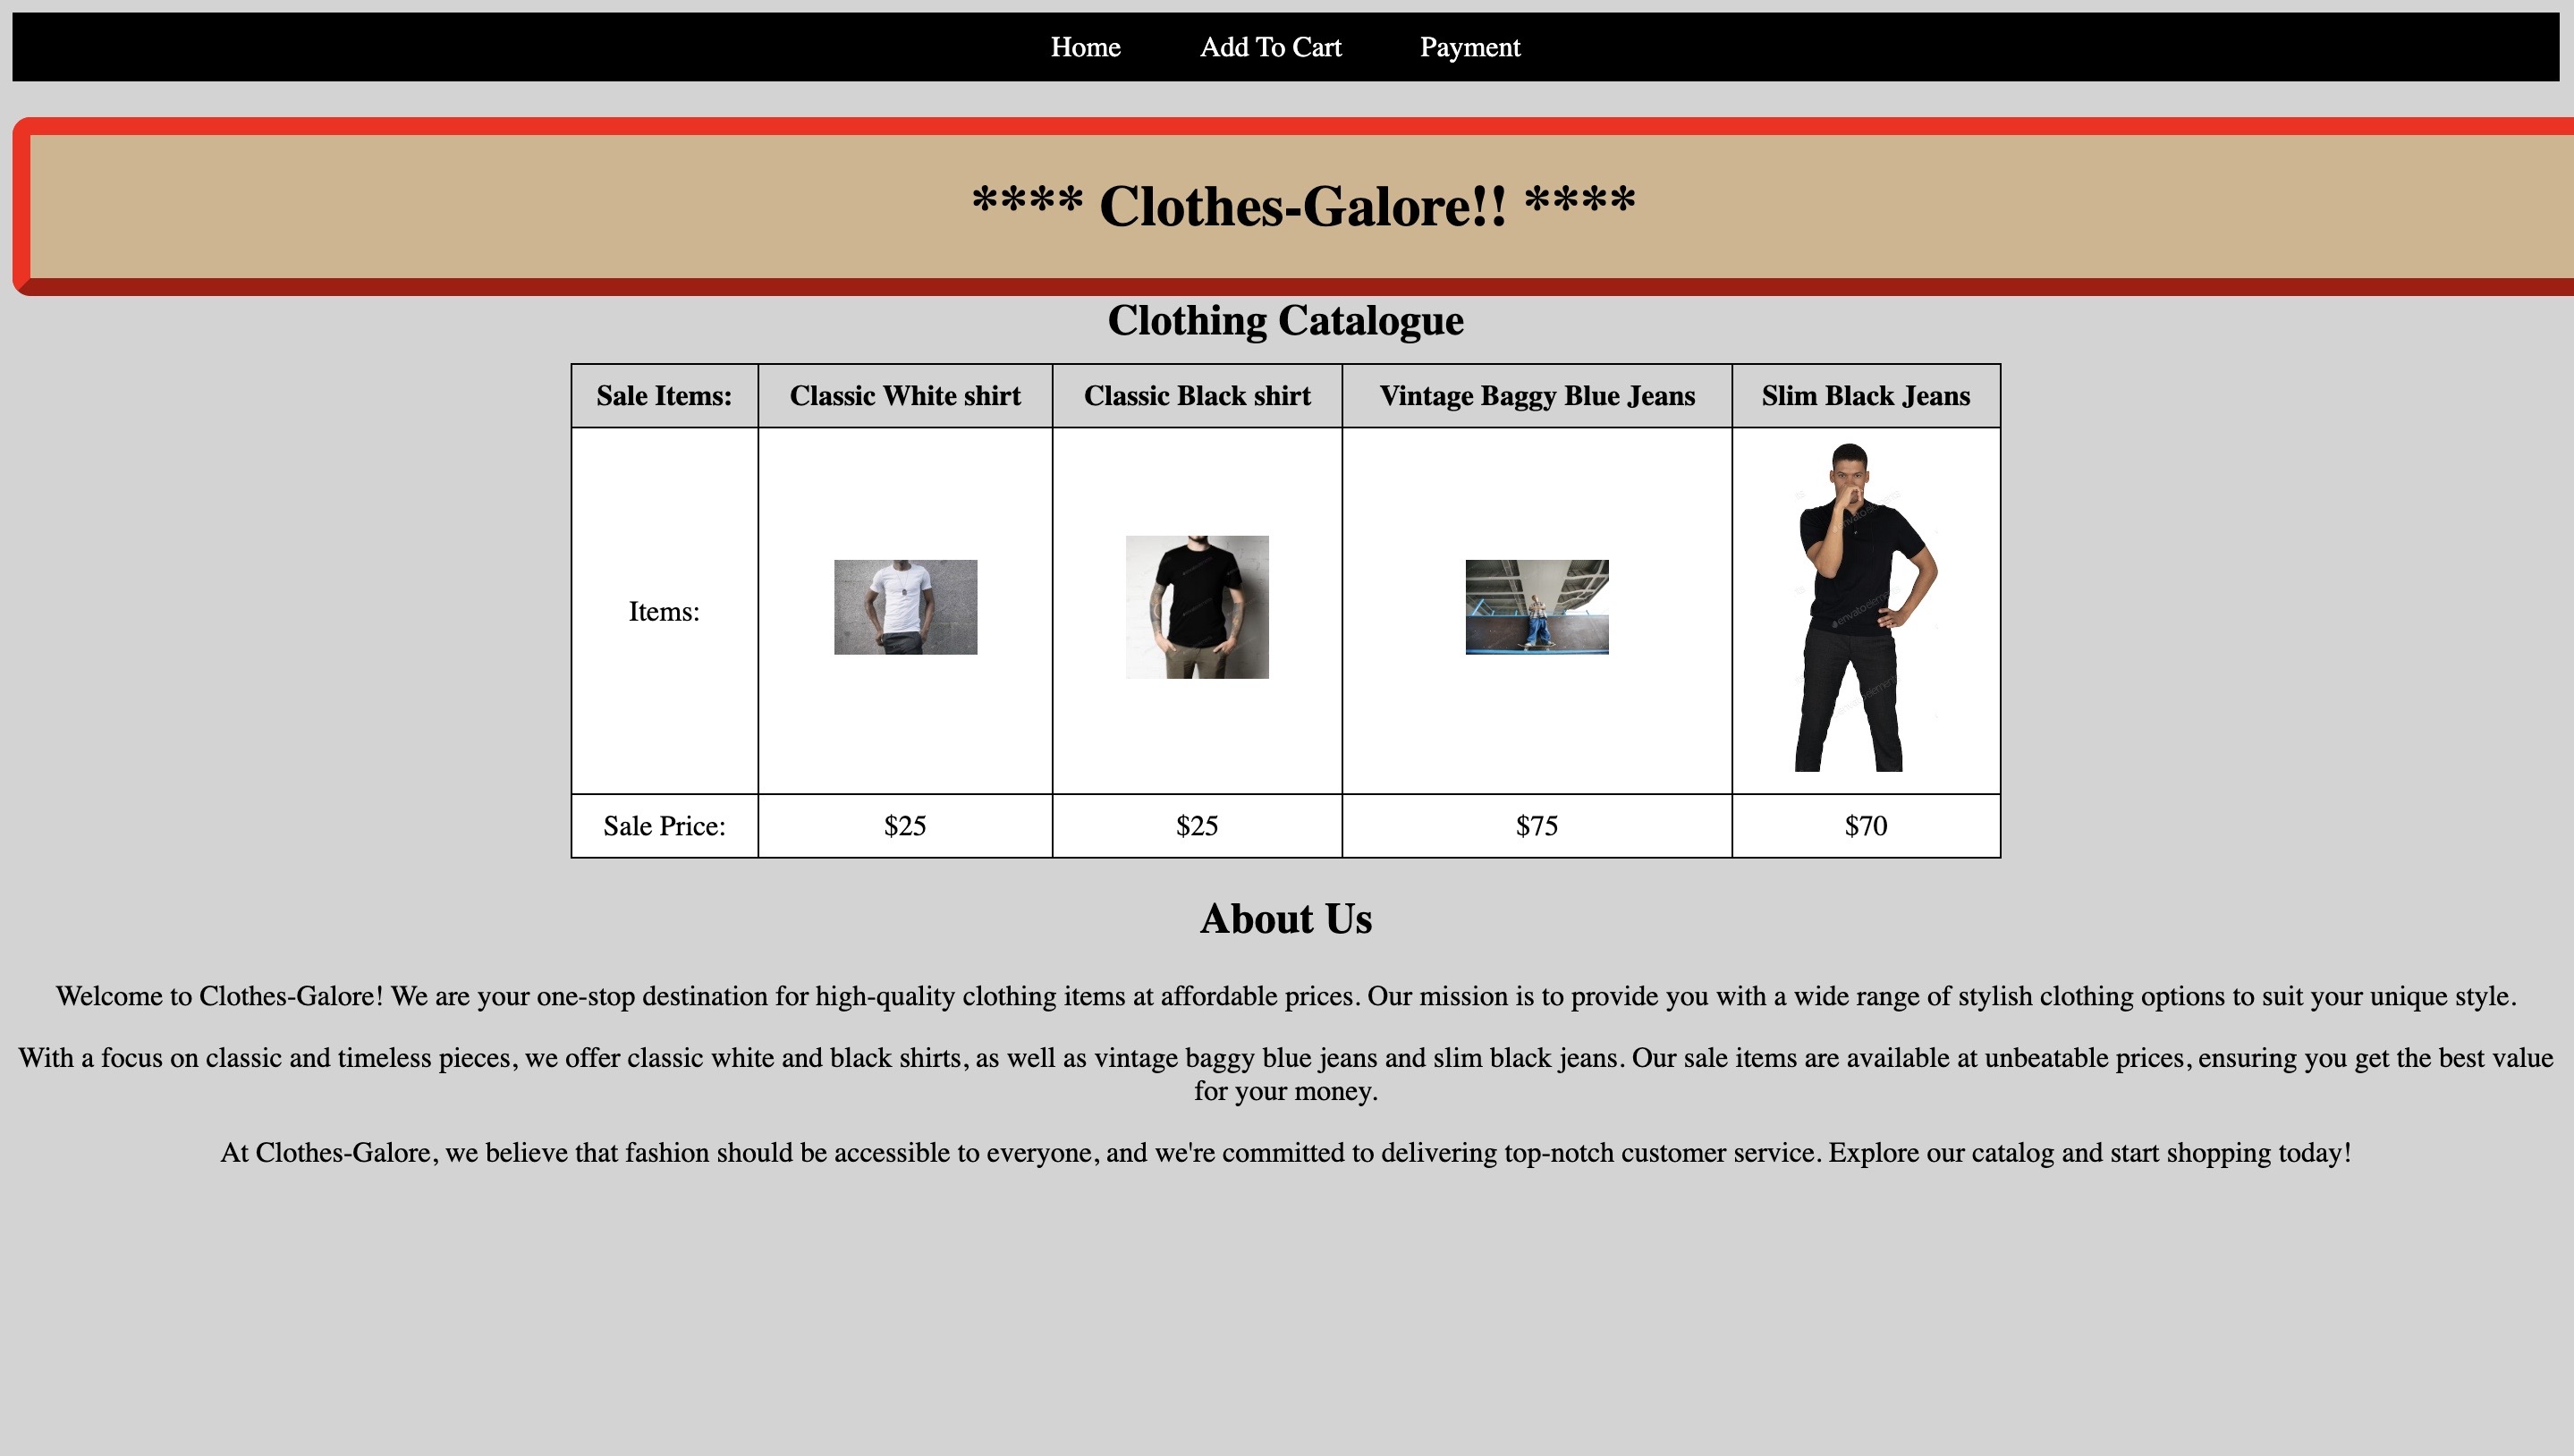 Home Add To Cart Payment
**** Clothes-Galore!! ****
Clothing Catalogue
Sale Items: Classic White shirt Classic Black shirt Vintage Baggy Blue Jeans Slim Black Jeans
Items:
envatoelements
envatoelements
Sale Price: $25 $25 $75 $70
About Us
Welcome to Clothes-Galore! We are your one-stop destination for high-quality clothing items at affordable prices. Our mission is to provide you with a wide range of stylish clothing options to suit your unique style.
With a focus on classic and timeless pieces, we offer classic white and black shirts, as well as vintage baggy blue jeans and slim black jeans. Our sale items are available at unbeatable prices, ensuring you get the best value
for your money.
At Clothes-Galore, we believe that fashion should be accessible to everyone, and we're committed to delivering top-notch customer service. Explore our catalog and start shopping today!